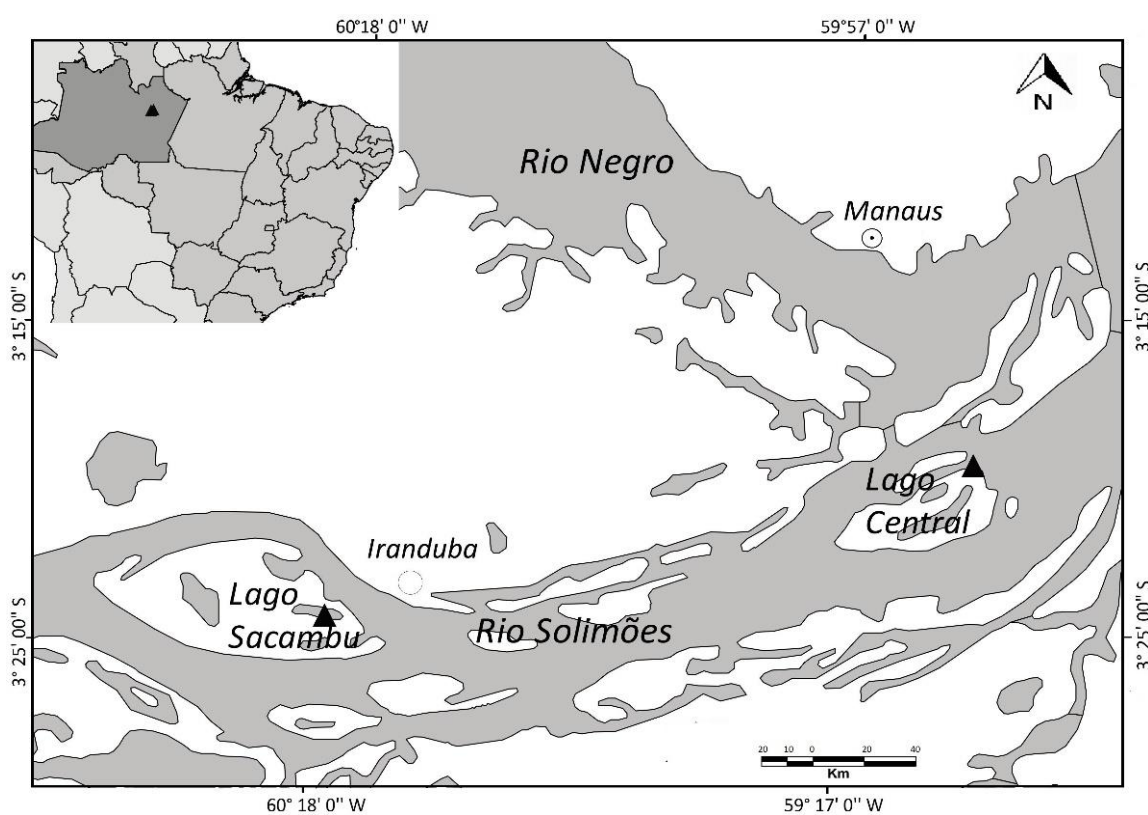 60°18' 0'' W
59°57' 0'' W
N
Rio Negro
Manaus
3° 15' 00'' S
3° 15' 00'' S
Lago
Central
Iranduba
Lago
Sacambu
Rio Solimões
3° 25' 00'' S
3° 25' 00'' S
20 10 0 20 40
Km
60° 18' 0'' W
59° 17' 0'' W